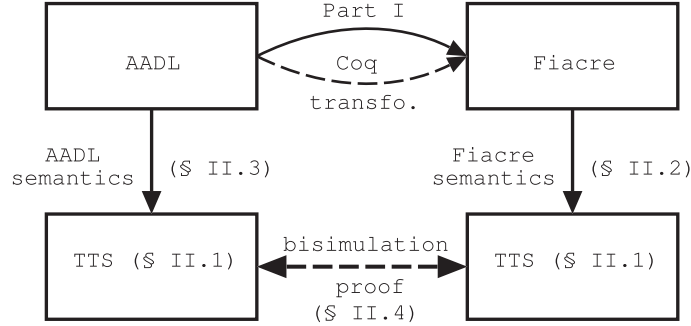 Part I
AADL
Coq
Fiacre
transfo.
AADL
semantics
(§ II.3)
Fiacre
semantics
(§ II.2)
TTS (§ II.1)
bisimulation
TTS (§ II.1)
proof
(§ II.4)